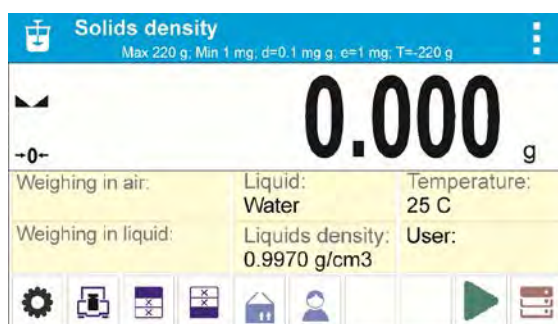 Solids density
Max 220 g; Min 1 mg; d=0.1 mg g; e=1 mg; T=-220 g
0.000 g
→0←
Weighing in air: Liquid: Temperature:
Water 25 C
Weighing in liquid: Liquids density: User:
0.9970 g/cm3